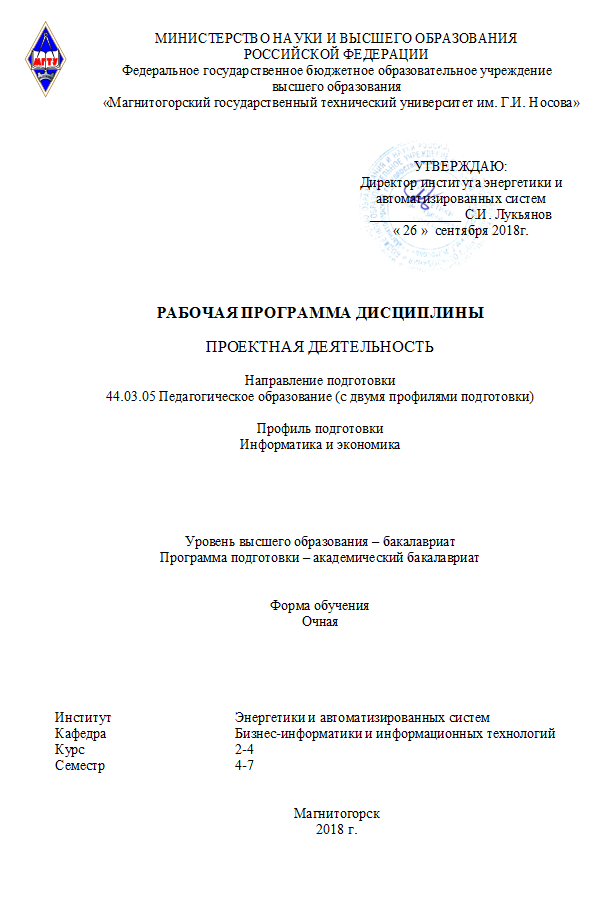 МГТУ
МИНИСТЕРСТВО НАУКИ И ВЫСШЕГО ОБРАЗОВАНИЯ
РОССИЙСКОЙ ФЕДЕРАЦИИ
Федеральное государственное бюджетное образовательное учреждение
высшего образования
«Магнитогорский государственный технический университет им. Г.И. Носова»
УТВЕРЖДАЮ:
Директор института энергетики и
автоматизированных систем
_____________ С.И. Лукьянов
« 26 » сентября 2018г.
РАБОЧАЯ ПРОГРАММА ДИСЦИПЛИНЫ
ПРОЕКТНАЯ ДЕЯТЕЛЬНОСТЬ
Направление подготовки
44.03.05 Педагогическое образование (с двумя профилями подготовки)
Профиль подготовки
Информатика и экономика
Уровень высшего образования – бакалавриат
Программа подготовки – академический бакалавриат
Форма обучения
Очная
Институт Энергетики и автоматизированных систем
Кафедра Бизнес-информатики и информационных технологий
Курс 2-4
Семестр 4-7
Магнитогорск
2018 г.